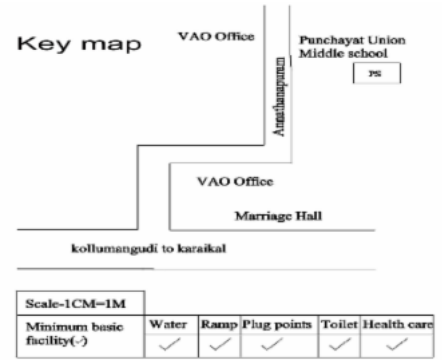 Key map
VAO Office
Punchayat Union
Middle school
PS
Annathanapuram
VAO Office
Marriage Hall
kollumangudi to karaikal
Scale-1CM=1M
Minimum basic
facility(✓)
Water
Ramp
Plug points
Toilet
Health care
✓ ✓ ✓ ✓ ✓